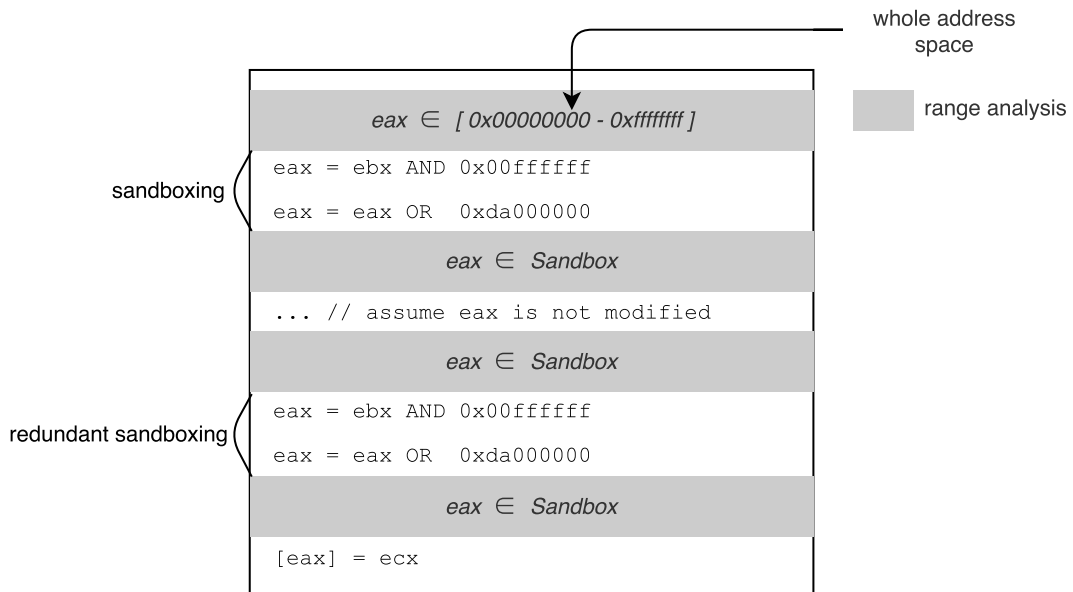 whole address
space
eax ∈ [ 0x00000000 - 0xffffffff ]
range analysis
eax = ebx AND 0x00ffffff
sandboxing
eax = eax OR  0xda000000
eax ∈ Sandbox
... // assume eax is not modified
eax ∈ Sandbox
eax = ebx AND 0x00ffffff
redundant sandboxing
eax = eax OR  0xda000000
eax ∈ Sandbox
[eax] = ecx